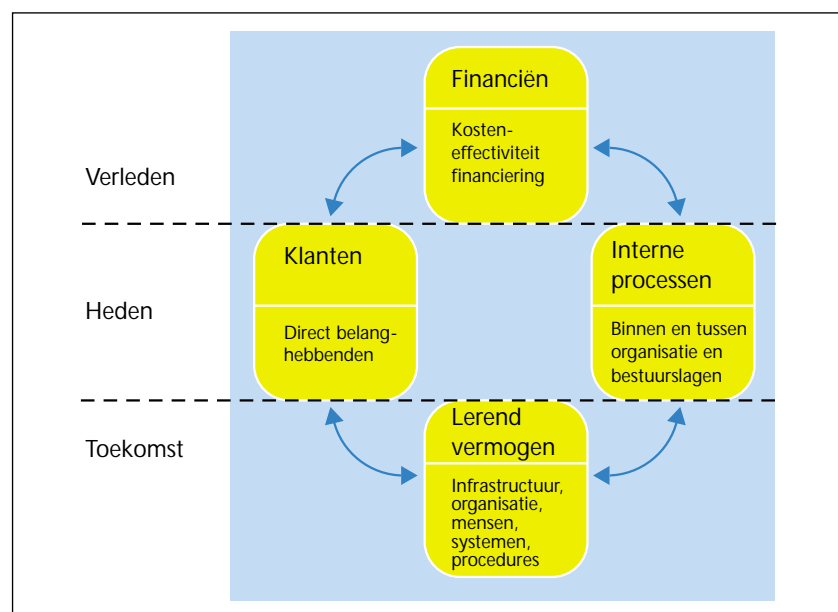 Financiën
Kosten-
effectiviteit
financiering
Verleden
Klanten
Direct belang-
hebbenden
Interne
processen
Binnen en tussen
organisatie en
bestuurslagen
Heden
Lerend
vermogen
Infrastructuur,
organisatie,
mensen,
systemen,
procedures
Toekomst